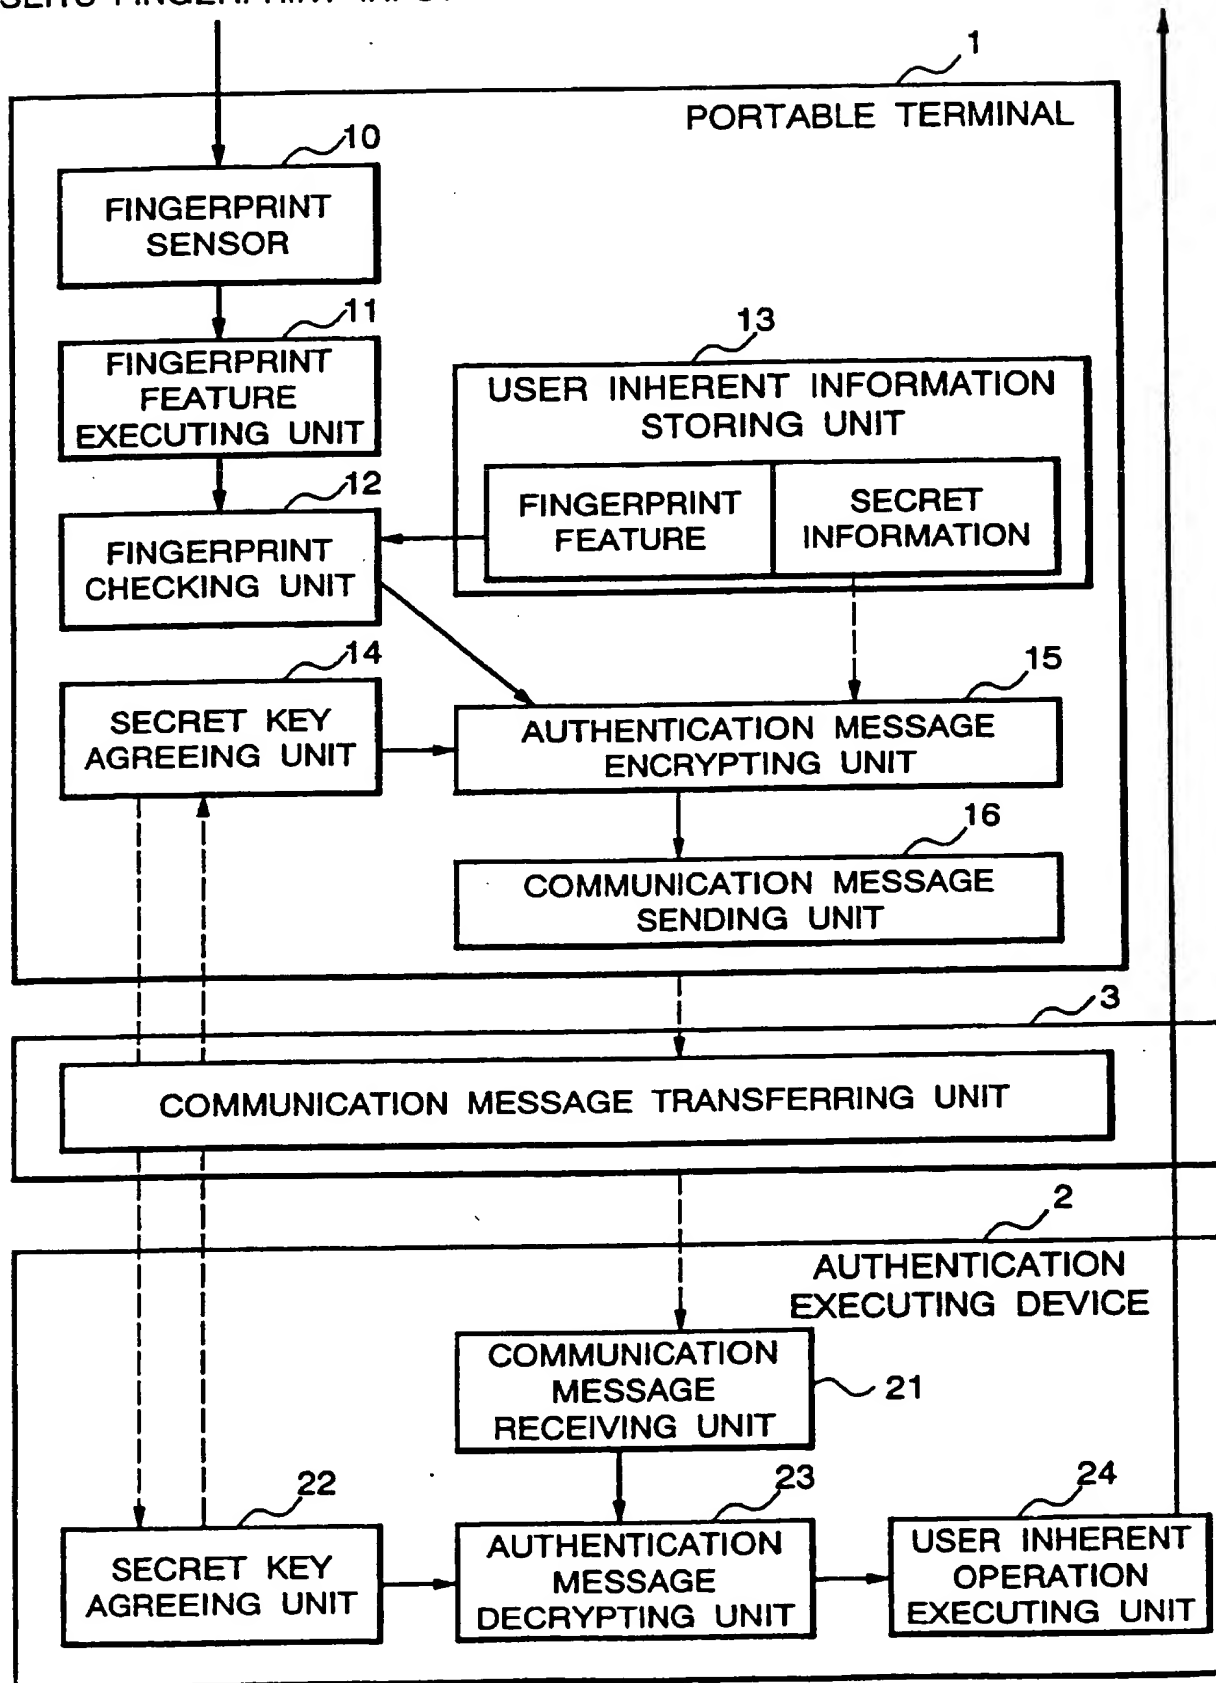 FINGERPRINT
1
PORTABLE TERMINAL
10
FINGERPRINT
SENSOR
11
FINGERPRINT
FEATURE
EXECUTING UNIT
13
USER INHERENT INFORMATION
STORING UNIT
FINGERPRINT
FEATURE
SECRET
INFORMATION
12
FINGERPRINT
CHECKING UNIT
14
SECRET KEY
AGREEING UNIT
15
AUTHENTICATION MESSAGE
ENCRYPTING UNIT
16
COMMUNICATION MESSAGE
SENDING UNIT
3
COMMUNICATION MESSAGE TRANSFERRING UNIT
2
AUTHENTICATION
EXECUTING DEVICE
COMMUNICATION
MESSAGE
RECEIVING UNIT
21
22
SECRET KEY
AGREEING UNIT
23
AUTHENTICATION
MESSAGE
DECRYPTING UNIT
24
USER INHERENT
OPERATION
EXECUTING UNIT